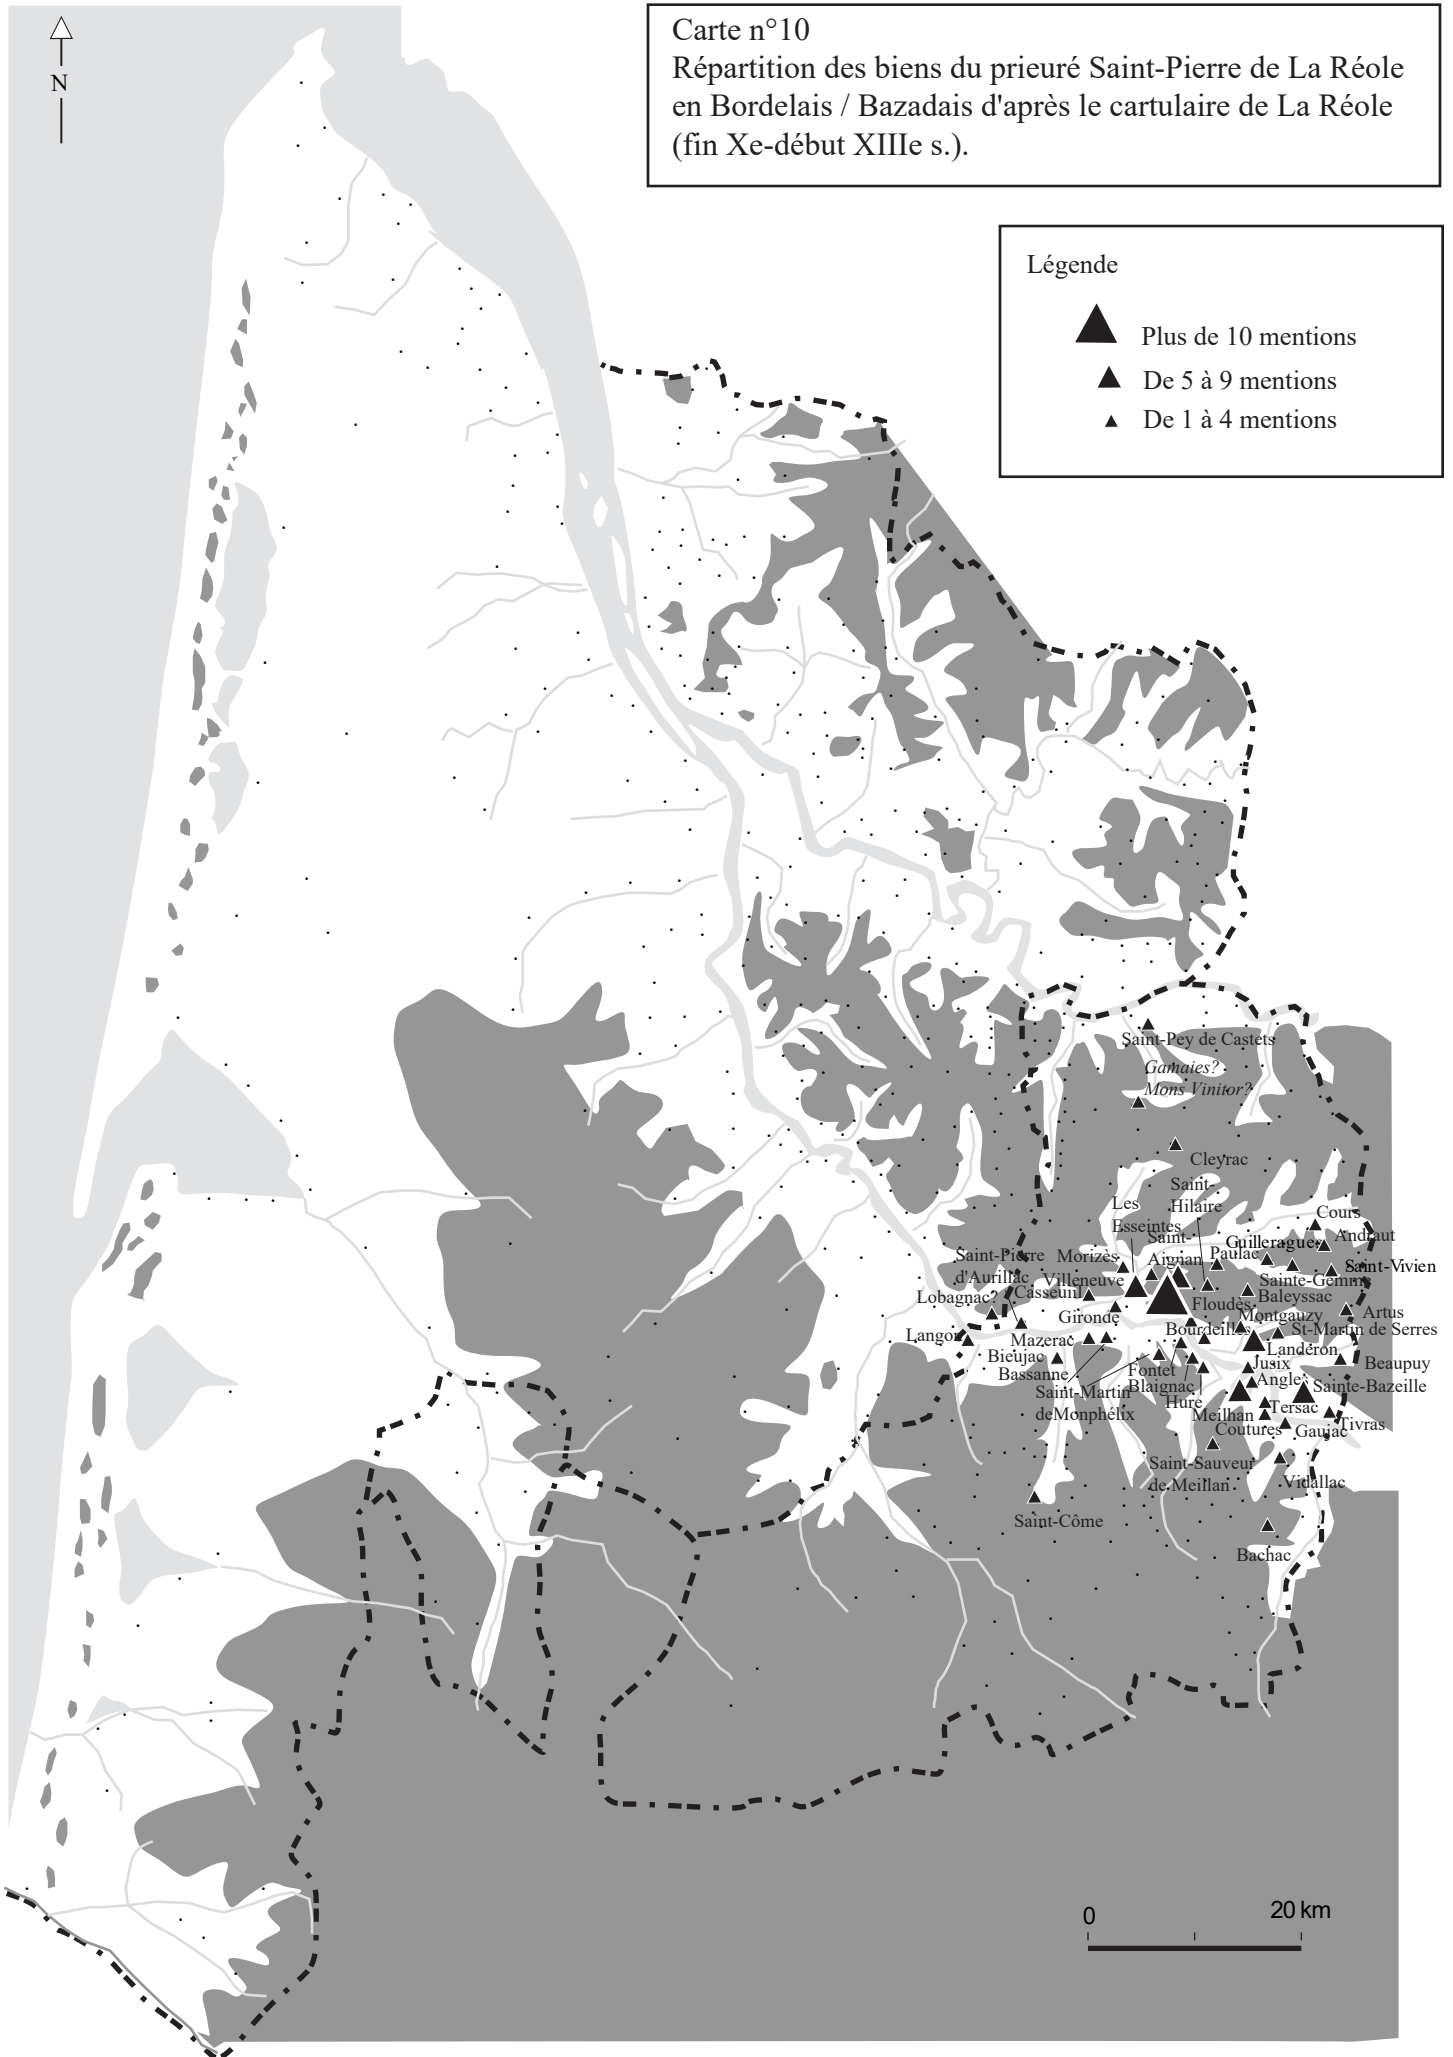 Carte n°10
Répartition des biens du prieuré Saint-Pierre de La Réole
en Bordelais / Bazadais d'après le cartulaire de La Réole
(fin Xe-début XIIIe s.).
N
Légende
Plus de 10 mentions
De 5 à 9 mentions
De 1 à 4 mentions
Saint-Pey de Castets
Gamaies?
Mons Vinitor?
Cleyrac
Saint-
Hilaire
Les
Esseintes
Saint-
Aignan
Cours
Andraut
Guillerague
Paulac
Saint-Vivien
Saint-Pierre
d'Aurillac
Morizès
Villeneuve
Casseuil
Sainte-Gemme
Baleyssac
Lobagnac?
Floudès
Gironde
Montgauzy
Artus
Langon
Mazerac
Bourdeilles
St-Martin de Serres
Bieujac
Landeron
Bassanne
Fontet
Jusix
Beaupuy
Saint-Martin
deMonphélix
Blaignac
Angles
Sainte-Bazeille
Hure
Meilhan
Tersac
Coutures
Gaujac
Tivras
Saint-Sauveur
de Meillan
Vidallac
Saint-Côme
Bachac
0
20 km